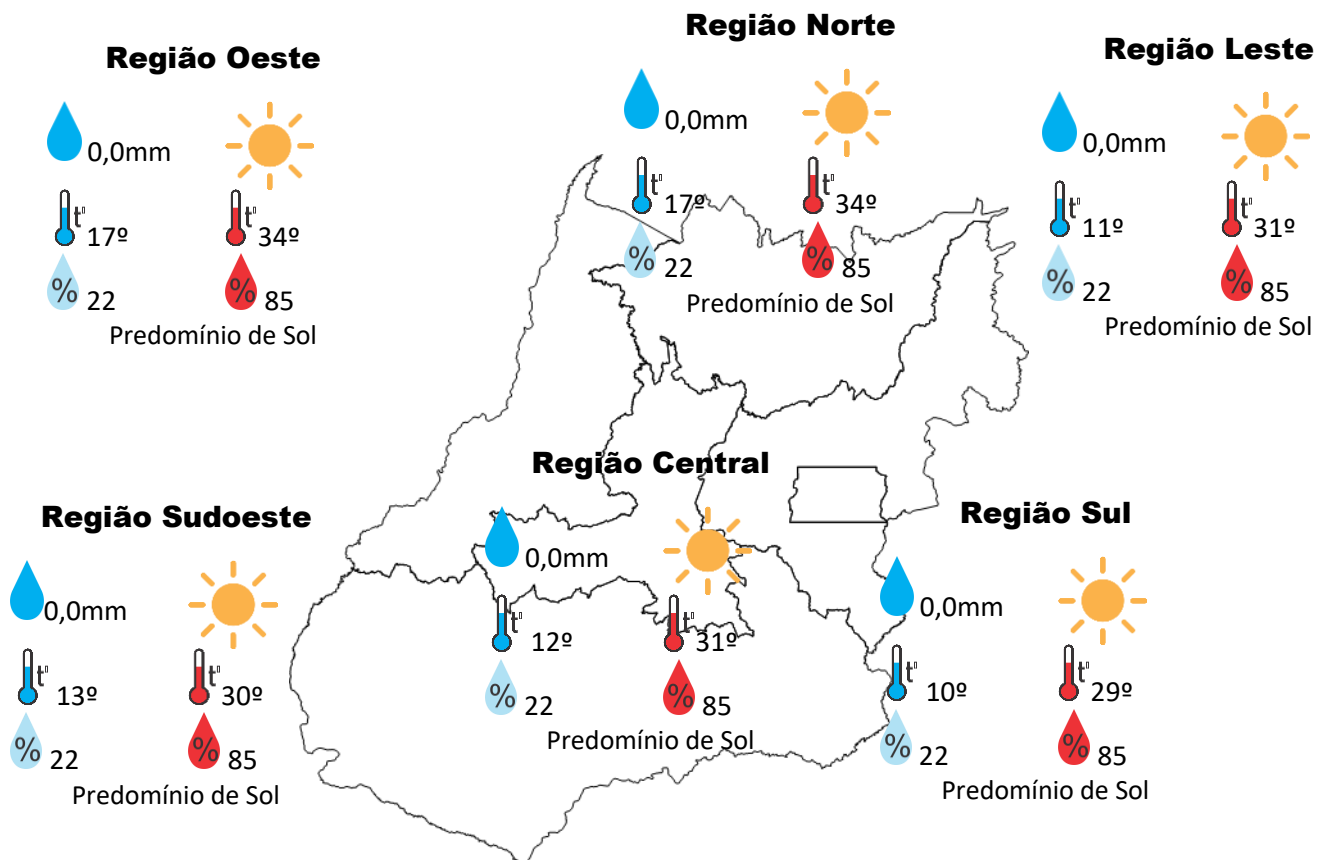 Região Oeste
0,0mm
t° 17º
t° 34º
% 22
% 85
Predomínio de Sol
Região Norte
0,0mm
t° 17º
t° 34º
% 22
% 85
Predomínio de Sol
Região Leste
0,0mm
t° 11º
t° 31º
% 22
% 85
Predomínio de Sol
Região Sudoeste
0,0mm
t° 13º
t° 30º
% 22
% 85
Predomínio de Sol
Região Central
0,0mm
t° 12º
t° 31º
% 22
% 85
Predomínio de Sol
Região Sul
0,0mm
t° 10º
t° 29º
% 22
% 85
Predomínio de Sol